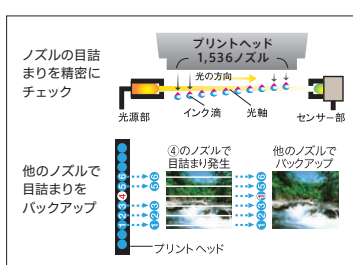 ノズルの目詰
まりを精密に
チェック
プリントヘッド
1,536ノズル
光の方向
光源部
インク滴
光軸
センサー部
他のノズルで
目詰まりを
バックアップ
④のノズルで
目詰まり発生
他のノズルで
バックアップ
①②③④⑤⑥
①②③⑤⑥
①②③①⑤⑥
プリントヘッド